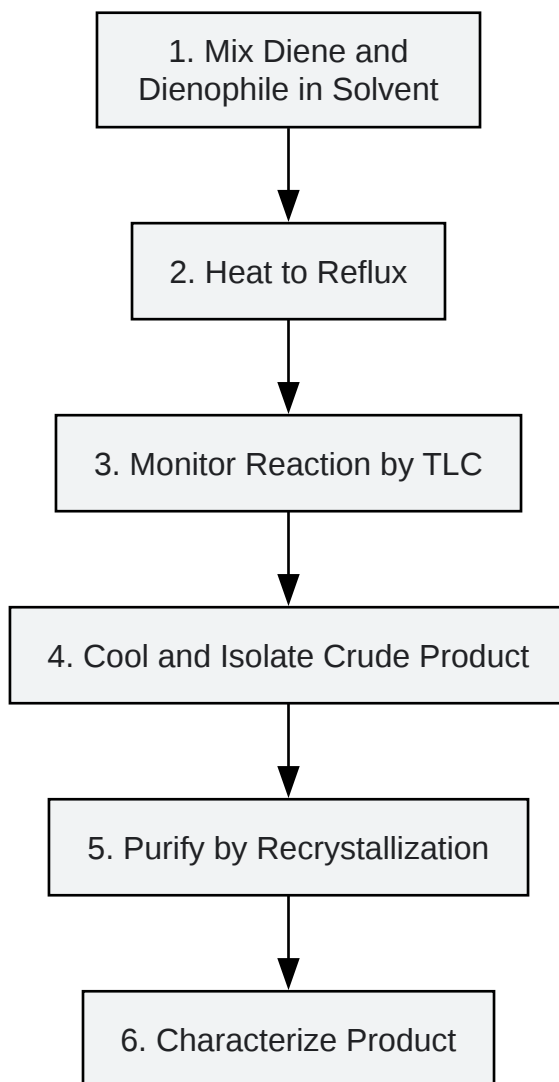 1. Mix Diene and
Dienophile in Solvent
2. Heat to Reflux
3. Monitor Reaction by TLC
4. Cool and Isolate Crude Product
5. Purify by Recrystallization
6. Characterize Product